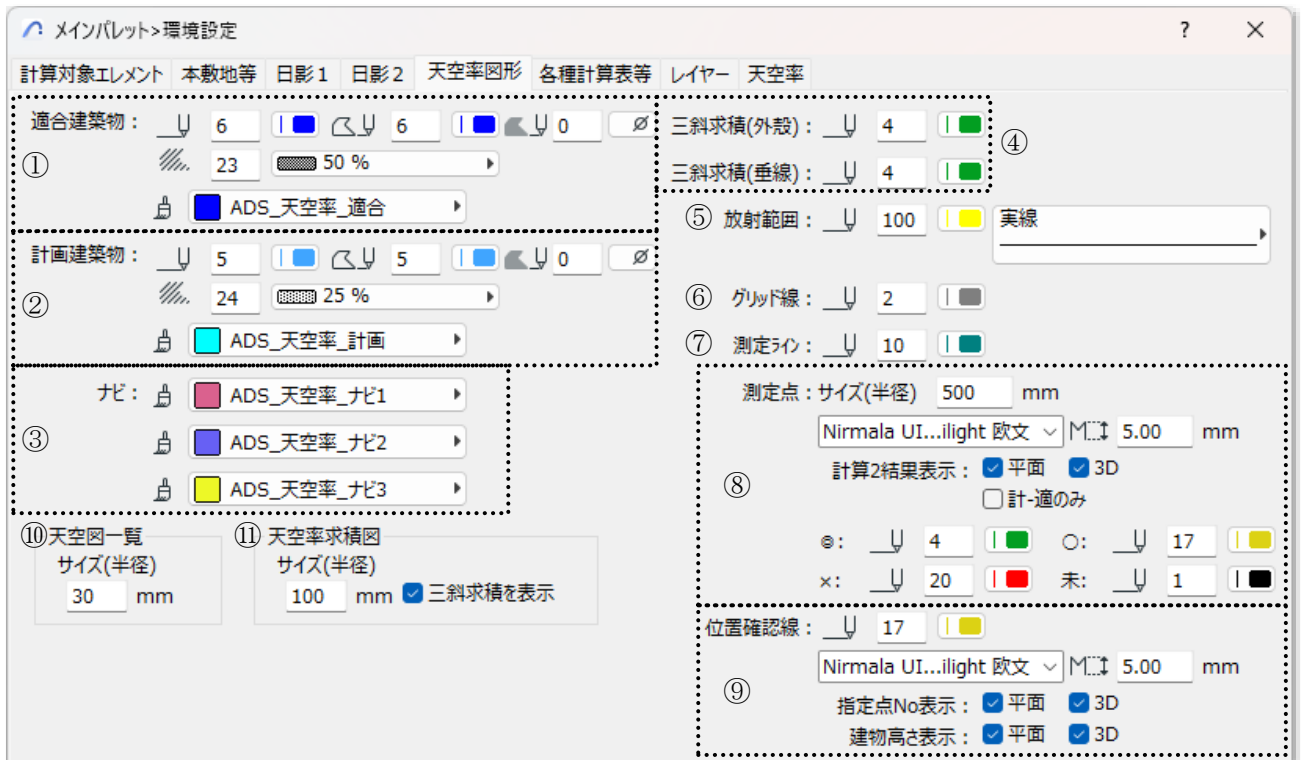 メインパレット>環境設定 ?
計算対象エレメント 本敷地等 日影1 日影2 天空率図形 各種計算表等 レイヤー 天空率
適合建築物： 6 6 0
① 23 50 %
ADS_天空率_適合
計画建築物： 5 5 0
② 24 25 %
ADS_天空率_計画
ナビ： ADS_天空率_ナビ1
③ ADS_天空率_ナビ2
ADS_天空率_ナビ3
⑩天空図一覧
サイズ(半径)
30 mm
⑪ 天空率求積図
サイズ(半径)
100 mm 三斜求積を表示
三斜求積(外殻)： 4
④
三斜求積(垂線)： 4
⑤ 放射範囲： 100 実線
⑥ グリッド線： 2
⑦ 測定ライン： 10
測定点：サイズ(半径) 500 mm
Nirmala UI...ilight 欧文 5.00 mm
計算2結果表示： 平面 3D
⑧ 計-適のみ
◎： 4 ○： 17
×： 20 未： 1
位置確認線： 17
Nirmala UI...ilight 欧文 5.00 mm
⑨ 指定点No表示： 平面 3D
建物高さ表示： 平面 3D